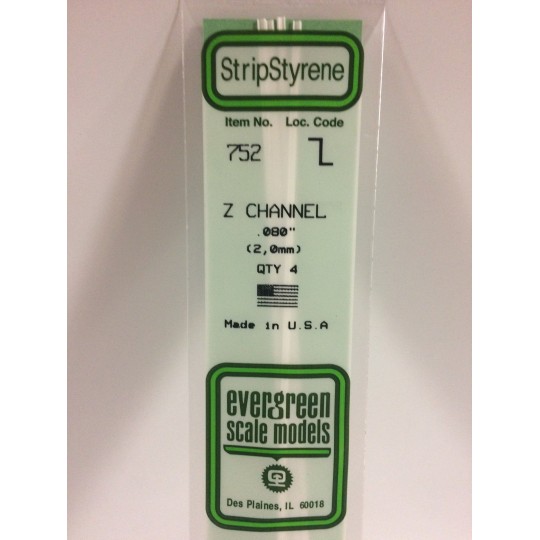 StripStyrene
Item No. Loc. Code
752
Z CHANNEL
.080"
(2,0mm)
QTY 4
Made in U.S.A
evergreen
scale models
Des Plaines, IL 60018